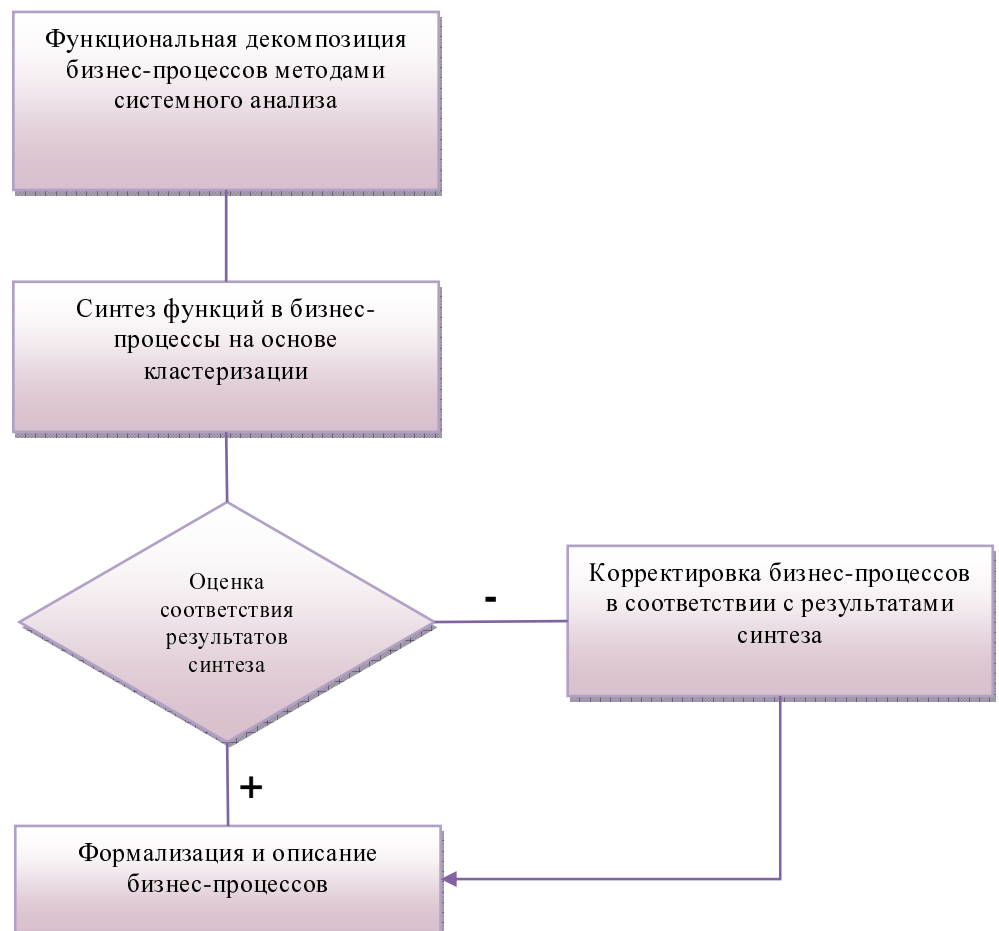 Функциональная декомпозиция
бизнес-процессов методами
системного анализа
Синтез функций в бизнес-
процессы на основе
кластеризации
Оценка
соответствия
результатов
синтеза
-
Корректировка бизнес-процессов
в соответствии с результатами
синтеза
+
Формализация и описание
бизнес-процессов